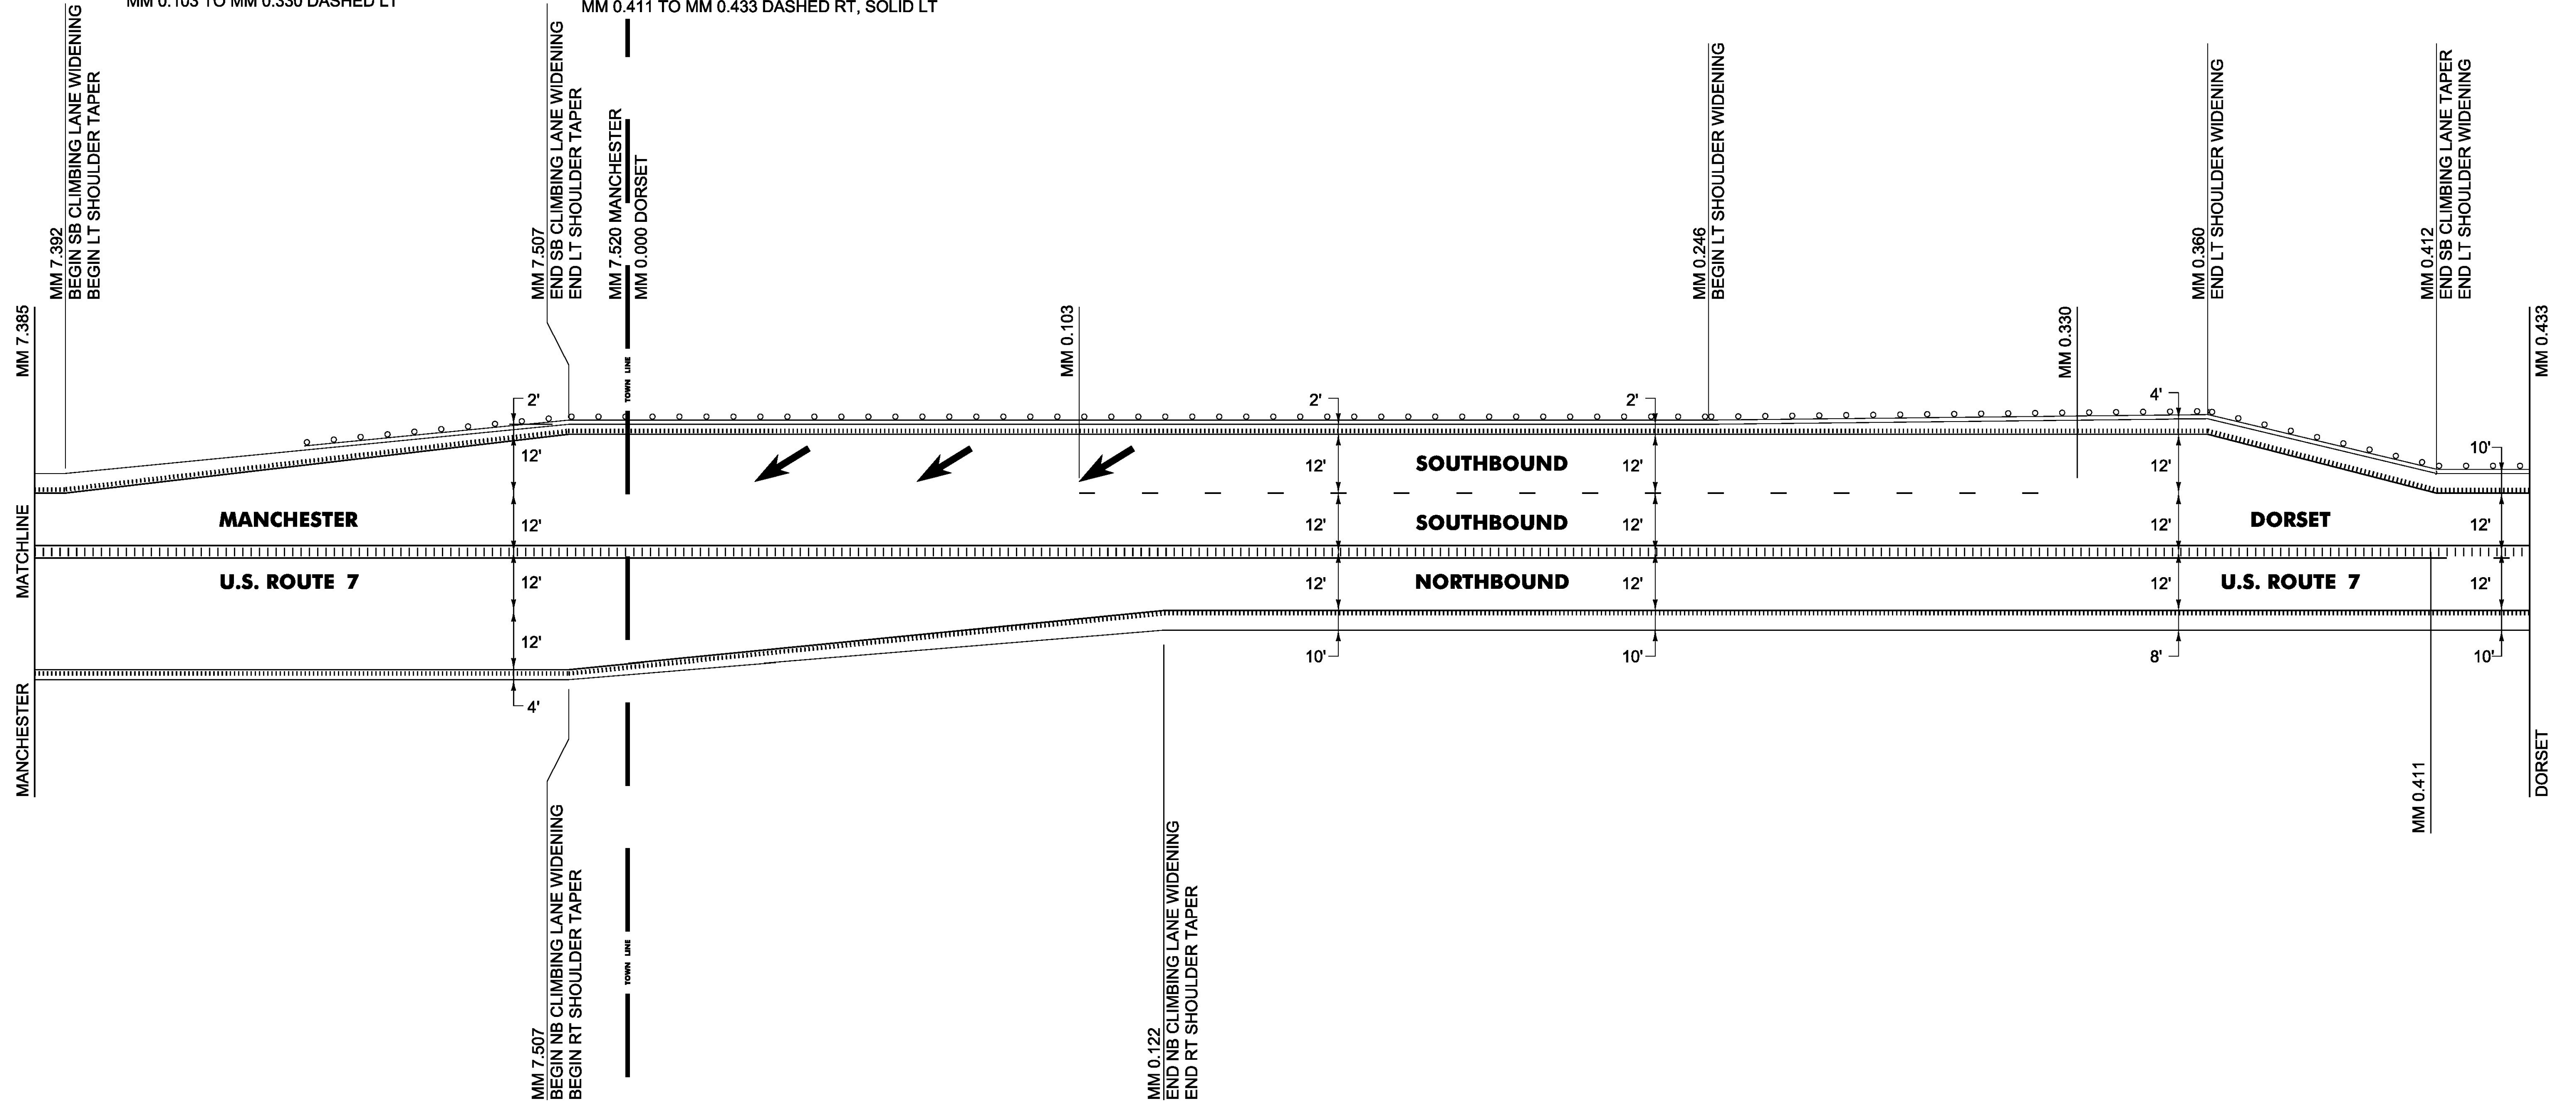 MM 0.103 TO MM 0.330 DASHED LT
MM 0.411 TO MM 0.433 DASHED RT, SOLID LT
MM 7.392
BEGIN SB CLIMBING LANE WIDENING
BEGIN LT SHOULDER TAPER
MM 7.507
END SB CLIMBING LANE WIDENING
END LT SHOULDER TAPER
MM 7.520 MANCHESTER
MM 0.000 DORSET
MM 0.246
BEGIN LT SHOULDER WIDENING
MM 0.360
END LT SHOULDER WIDENING
MM 0.412
END SB CLIMBING LANE TAPER
END LT SHOULDER WIDENING
MM 7.385
TOWN LINE
MM 0.103
MM 0.330
MM 0.433
2'
2'
2'
4'
10'
12'
12'
SOUTHBOUND
12'
12'
MANCHESTER
12'
12'
SOUTHBOUND
12'
12'
DORSET
12'
MATCHLINE
U.S. ROUTE 7
12'
12'
NORTHBOUND
12'
12'
U.S. ROUTE 7
12'
12'
10'
10'
8'
10'
4'
MANCHESTER
DORSET
MM 0.411
TOWN LINE
MM 7.507
BEGIN NB CLIMBING LANE WIDENING
BEGIN RT SHOULDER TAPER
MM 0.122
END NB CLIMBING LANE WIDENING
END RT SHOULDER TAPER